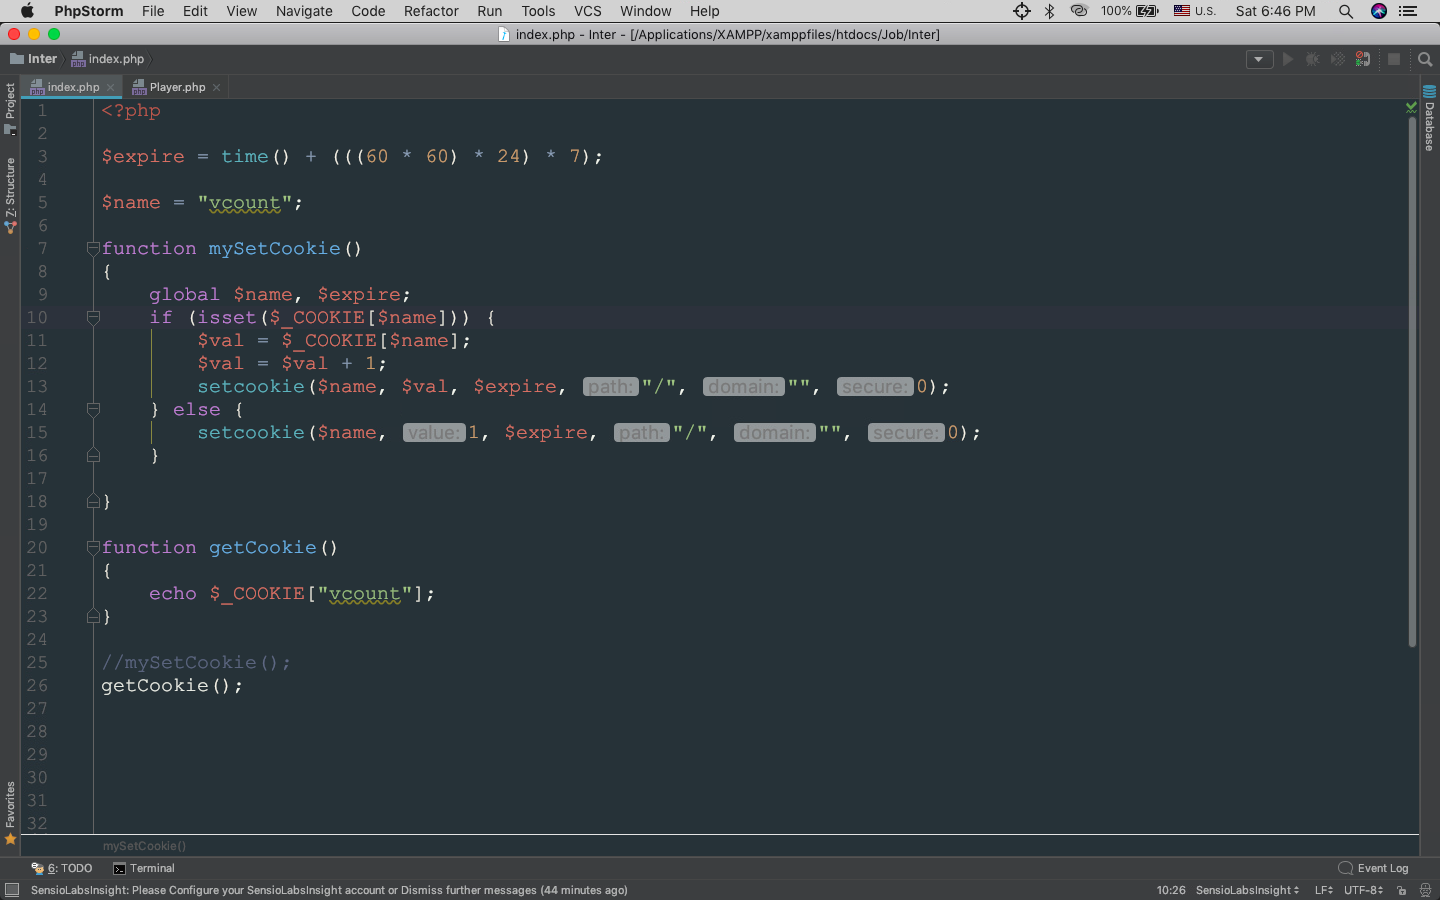 PhpStorm File Edit View Navigate Code Refactor Run Tools VCS Window Help 100% U.S. Sat 6:46 PM
index.php - Inter - [/Applications/XAMPP/xamppfiles/htdocs/Job/Inter]
Inter index.php
index.php Player.php
Project
Z: Structure
Favorites
Database
1 <?php
2
3 $expire = time() + (((60 * 60) * 24) * 7);
4
5 $name = "vcount";
6
7 function mySetCookie()
8 {
9 global $name, $expire;
10 if (isset($_COOKIE[$name])) {
11 $val = $_COOKIE[$name];
12 $val = $val + 1;
13 setcookie($name, $val, $expire, path: "/", domain: "", secure: 0);
14 } else {
15 setcookie($name, value: 1, $expire, path: "/", domain: "", secure: 0);
16 }
17
18 }
19
20 function getCookie()
21 {
22 echo $_COOKIE["vcount"];
23 }
24
25 //mySetCookie();
26 getCookie();
27
28
29
30
31
32
mySetCookie()
6: TODO Terminal Event Log
SensioLabsInsight: Please Configure your SensioLabsInsight account or Dismiss further messages (44 minutes ago) 10:26 SensioLabsInsight LF UTF-8